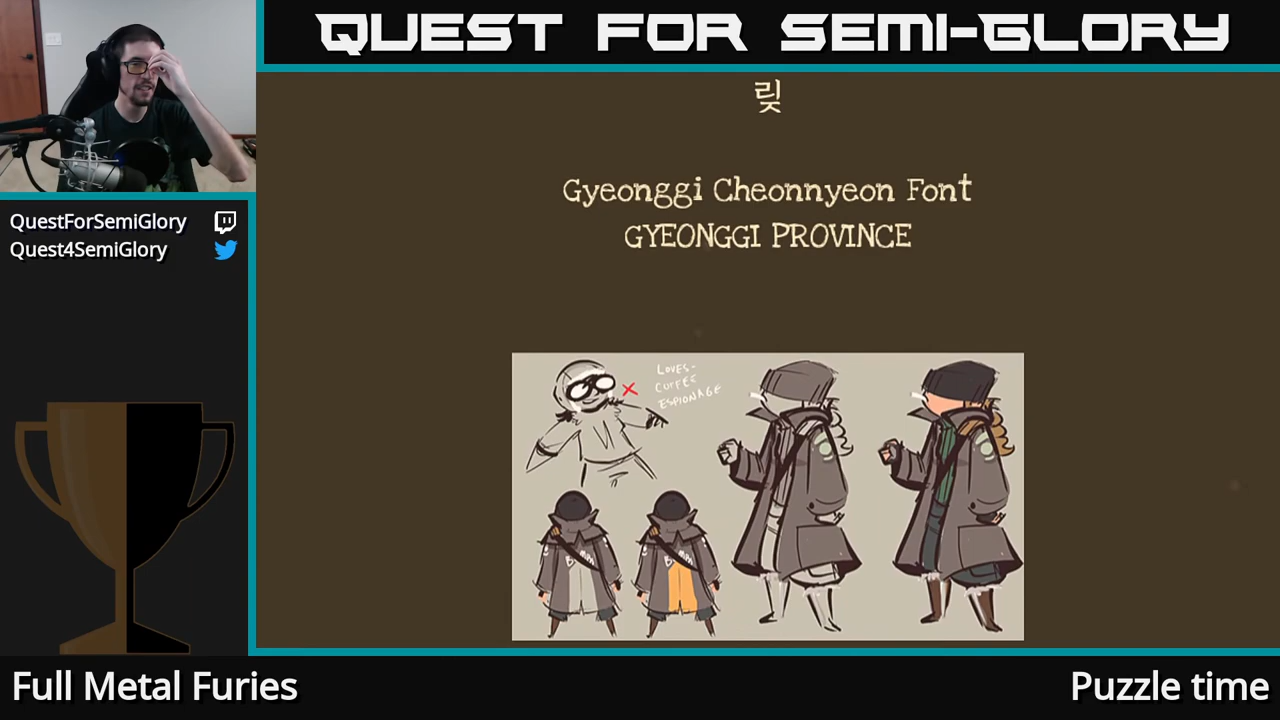 QUEST FOR SEMI-GLORY
QuestForSemiGlory
Quest4SemiGlory
릿
Gyeonggi Cheonnyeon Font
GYEONGGI PROVINCE
LOVES-
COFFEE
ESPIONAGE
Full Metal Furies
Puzzle time